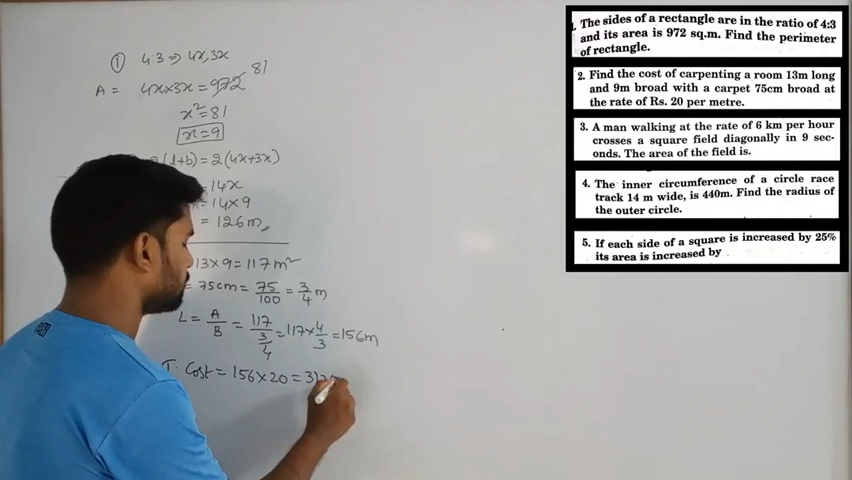 ① 4:3 ⇒ 4x, 3x
A = 4x×3x = 972 81
x² = 81
x = 9
(l+b) = 2(4x+3x)
= 14x
= 14×9
= 126m
13×9 = 117 m²
= 75cm = 75/100 = 3/4 m
L = A/B = 117/(3/4) = 117×4/3 = 156m
T. Cost = 156×20 =
1. The sides of a rectangle are in the ratio of 4:3
and its area is 972 sq.m. Find the perimeter
of rectangle.
2. Find the cost of carpenting a room 13m long
and 9m broad with a carpet 75cm broad at
the rate of Rs. 20 per metre.
3. A man walking at the rate of 6 km per hour
crosses a square field diagonally in 9 sec-
onds. The area of the field is.
4. The inner circumference of a circle race
track 14 m wide, is 440m. Find the radius of
the outer circle.
5. If each side of a square is increased by 25%
its area is increased by